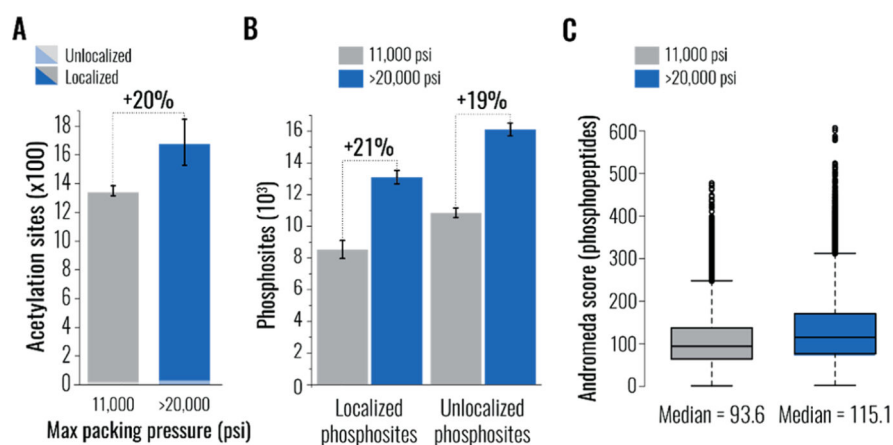 A
Unlocalized
Localized
+20%
Acetylation sites (x100)
18
16
14
12
10
8
6
4
2
0
11,000 >20,000
Max packing pressure (psi)
B
11,000 psi
>20,000 psi
+21%
+19%
Phosphosites (10³)
16
14
12
10
8
6
4
2
0
Localized
phosphosites
Unlocalized
phosphosites
C
11,000 psi
>20,000 psi
Andromeda score (phosphopeptides)
600
500
400
300
200
100
0
Median = 93.6 Median = 115.1